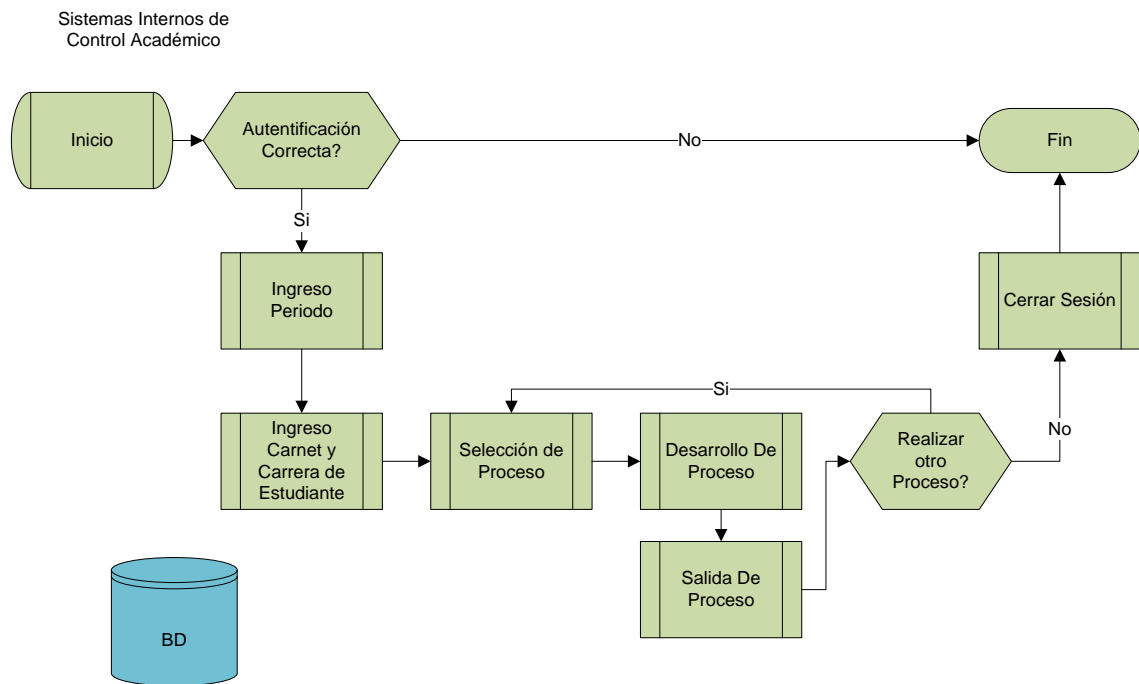 Sistemas Internos de
Control Académico
Inicio
Autentificación
Correcta?
No
Fin
Si
Ingreso
Periodo
Cerrar Sesión
Si
Ingreso
Carnet y
Carrera de
Estudiante
Selección de
Proceso
Desarrollo De
Proceso
Realizar
otro
Proceso?
No
Salida De
Proceso
BD